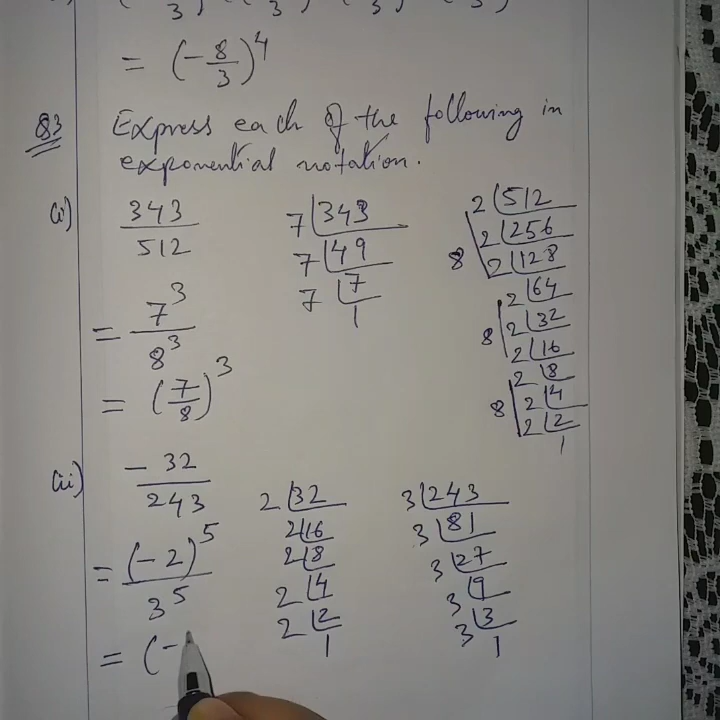 = (-8/3)^4
Q3 Express each of the following in
exponential notation.
(i) 343/512
= 7^3/8^3
= (7/8)^3
7 | 343
7 | 49
7 | 7
1
2 | 512
2 | 256
8 2 | 128
2 | 64
8 2 | 32
2 | 16
2 | 8
8 2 | 4
2 | 2
1
(ii) -32/243
= (-2)^5/3^5
= (-
2 | 32
2 | 16
2 | 8
2 | 4
2 | 2
1
3 | 243
3 | 81
3 | 27
3 | 9
3 | 3
1